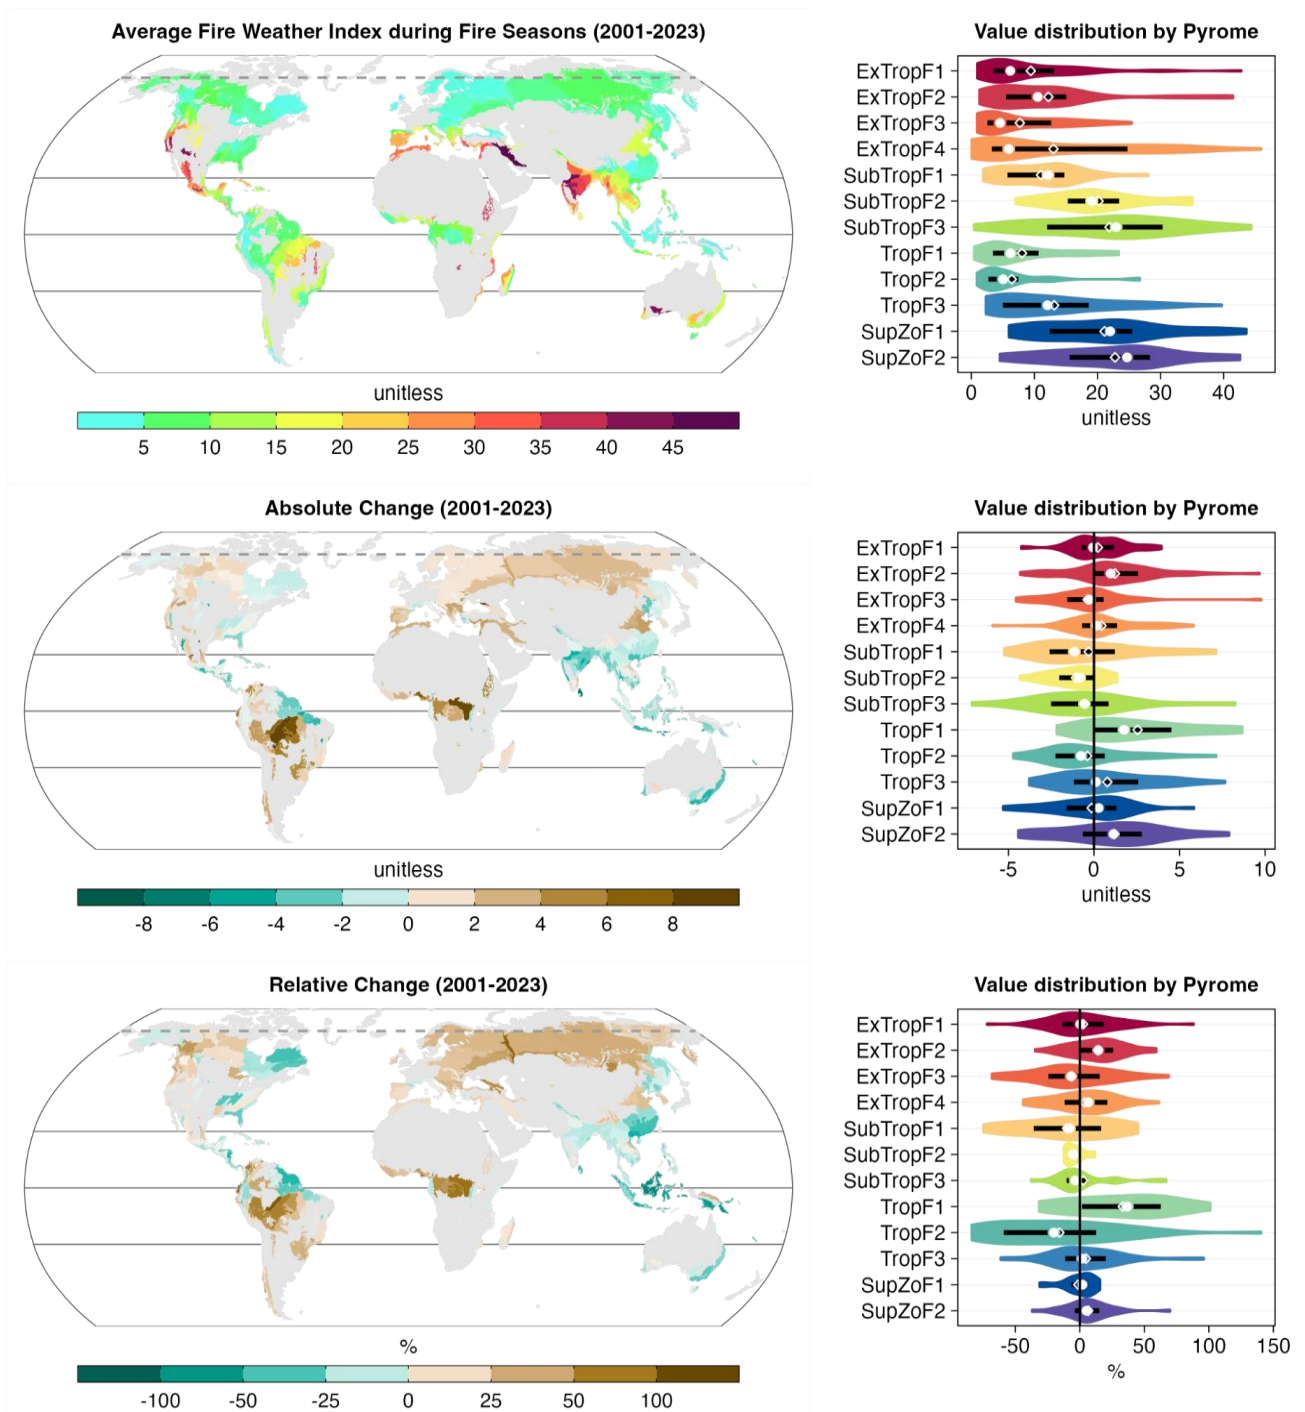 Average Fire Weather Index during Fire Seasons (2001-2023)
unitless
5 10 15 20 25 30 35 40 45
Value distribution by Pyrome
ExTropF1
ExTropF2
ExTropF3
ExTropF4
SubTropF1
SubTropF2
SubTropF3
TropF1
TropF2
TropF3
SupZoF1
SupZoF2
0 10 20 30 40
unitless
Absolute Change (2001-2023)
unitless
-8 -6 -4 -2 0 2 4 6 8
Value distribution by Pyrome
ExTropF1
ExTropF2
ExTropF3
ExTropF4
SubTropF1
SubTropF2
SubTropF3
TropF1
TropF2
TropF3
SupZoF1
SupZoF2
-5 0 5 10
unitless
Relative Change (2001-2023)
%
-100 -50 -25 0 25 50 100
Value distribution by Pyrome
ExTropF1
ExTropF2
ExTropF3
ExTropF4
SubTropF1
SubTropF2
SubTropF3
TropF1
TropF2
TropF3
SupZoF1
SupZoF2
-50 0 50 100 150
%